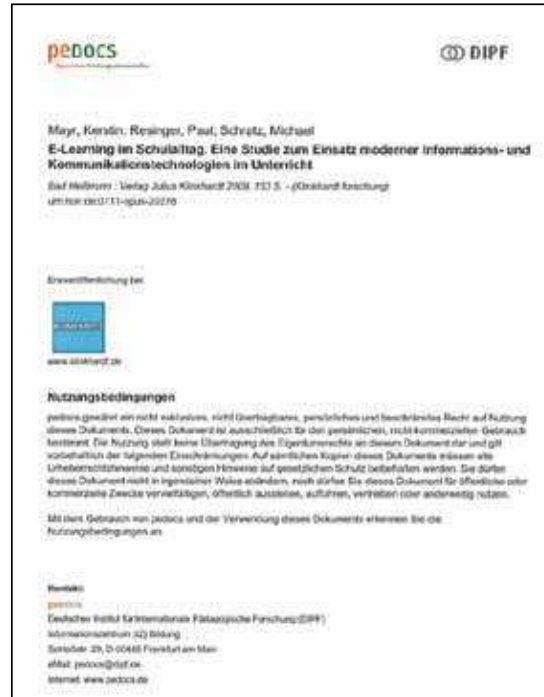 peDOCS
DIPF
Mayr, Kerstin; Resinger, Paul; Schratz, Michael
E-Learning im Schulalltag. Eine Studie zum Einsatz moderner Informations- und
Kommunikationstechnologien im Unterricht
Bad Heilbrunn : Verlag Julius Klinkhardt 2009, 153 S. - (Klinkhardt forschung)
Erstveröffentlichung bei:
www.klinkhardt.de
Nutzungsbedingungen
pedocs gewährt ein nicht exklusives, nicht übertragbares, persönliches und beschränktes Recht auf Nutzung
dieses Dokuments. Dieses Dokument ist ausschließlich für den persönlichen, nicht-kommerziellen Gebrauch
bestimmt. Die Nutzung stellt keine Übertragung des Eigentumsrechts an diesem Dokument dar und gilt
vorbehaltlich der folgenden Einschränkungen: Auf sämtlichen Kopien dieses Dokuments müssen alle
Urheberrechtshinweise und sonstigen Hinweise auf gesetzlichen Schutz beibehalten werden. Sie dürfen
dieses Dokument nicht in irgendeiner Weise abändern, noch dürfen Sie dieses Dokument für öffentliche oder
kommerzielle Zwecke vervielfältigen, öffentlich ausstellen, aufführen, vertreiben oder anderweitig nutzen.
Mit dem Gebrauch von pedocs und der Verwendung dieses Dokuments erkennen Sie die
Nutzungsbedingungen an.
Kontakt:
pedocs
Deutsches Institut für Internationale Pädagogische Forschung (DIPF)
Informationszentrum (IZ) Bildung
Frankfurt am Main
eMail: pedocs@dipf.de
Internet: www.pedocs.de